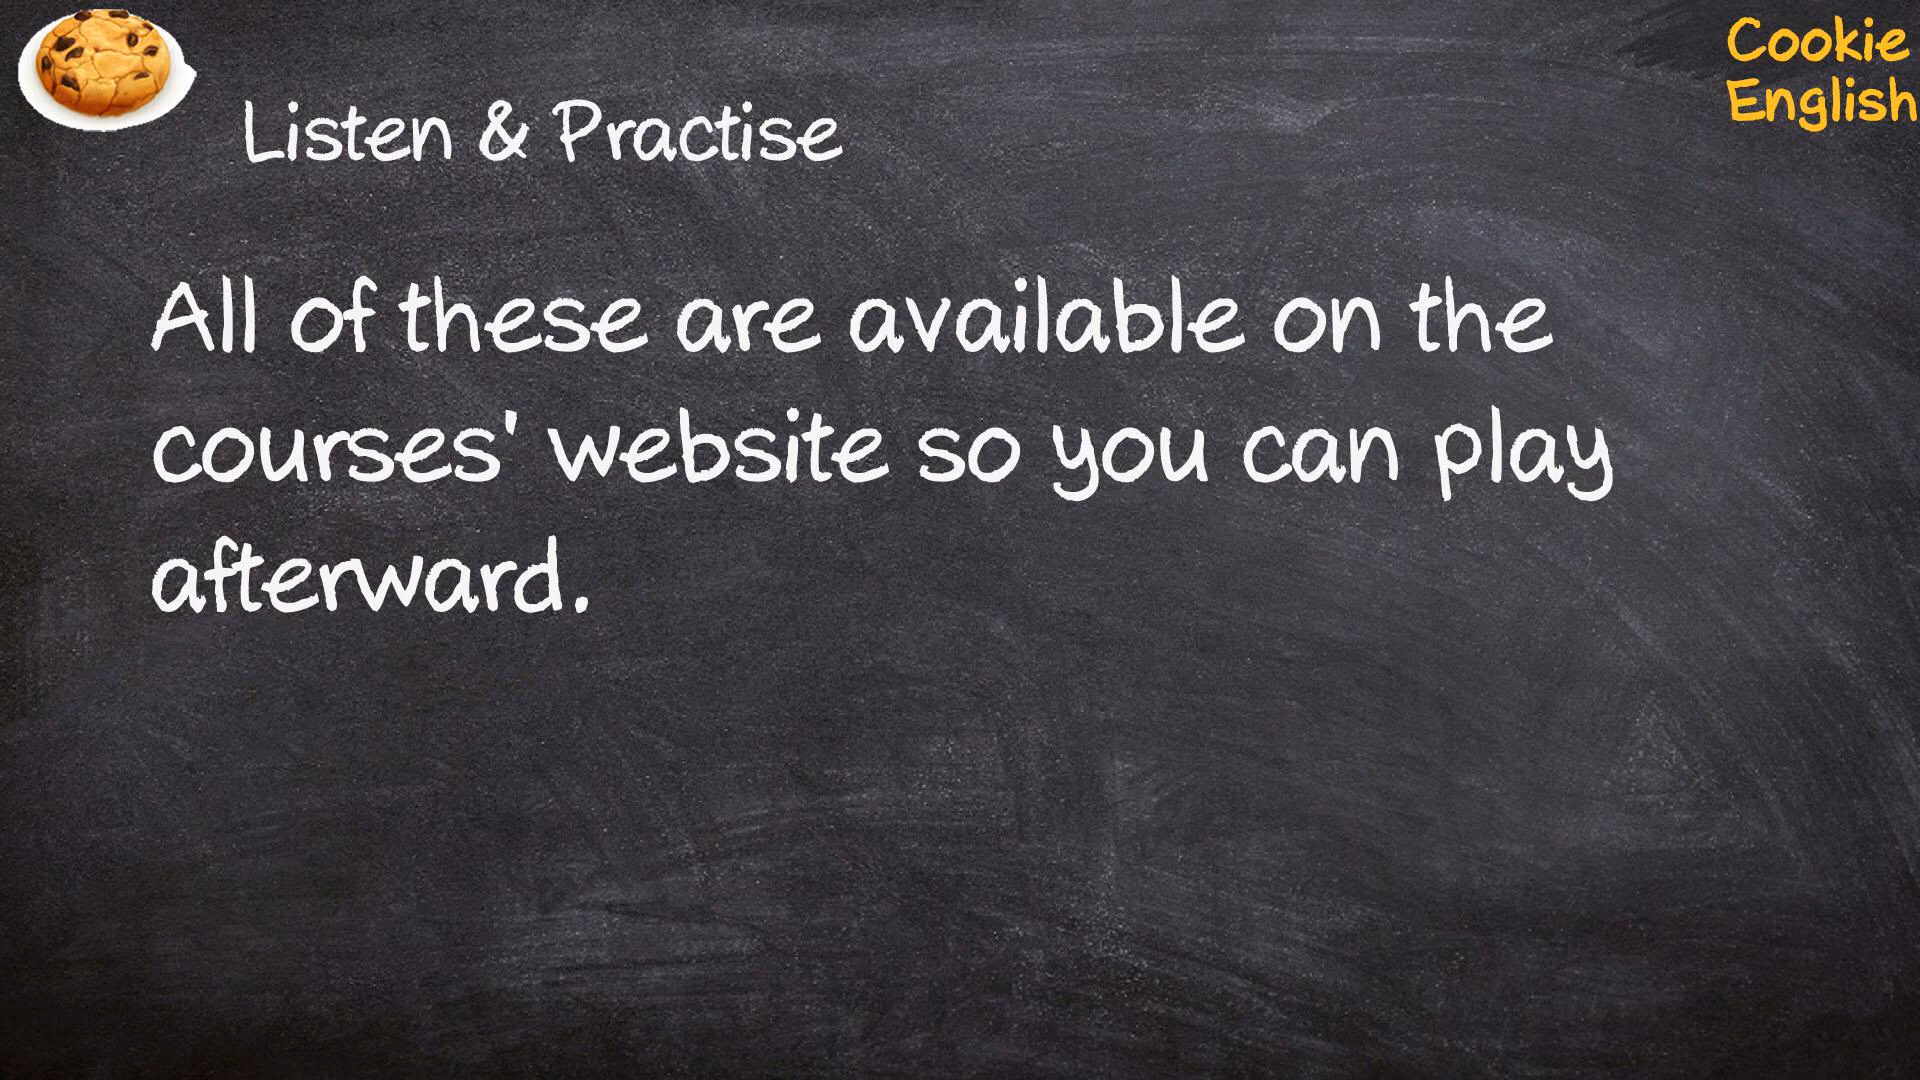 Cookie
English
Listen & Practise
All of these are available on the
courses' website so you can play
afterward.